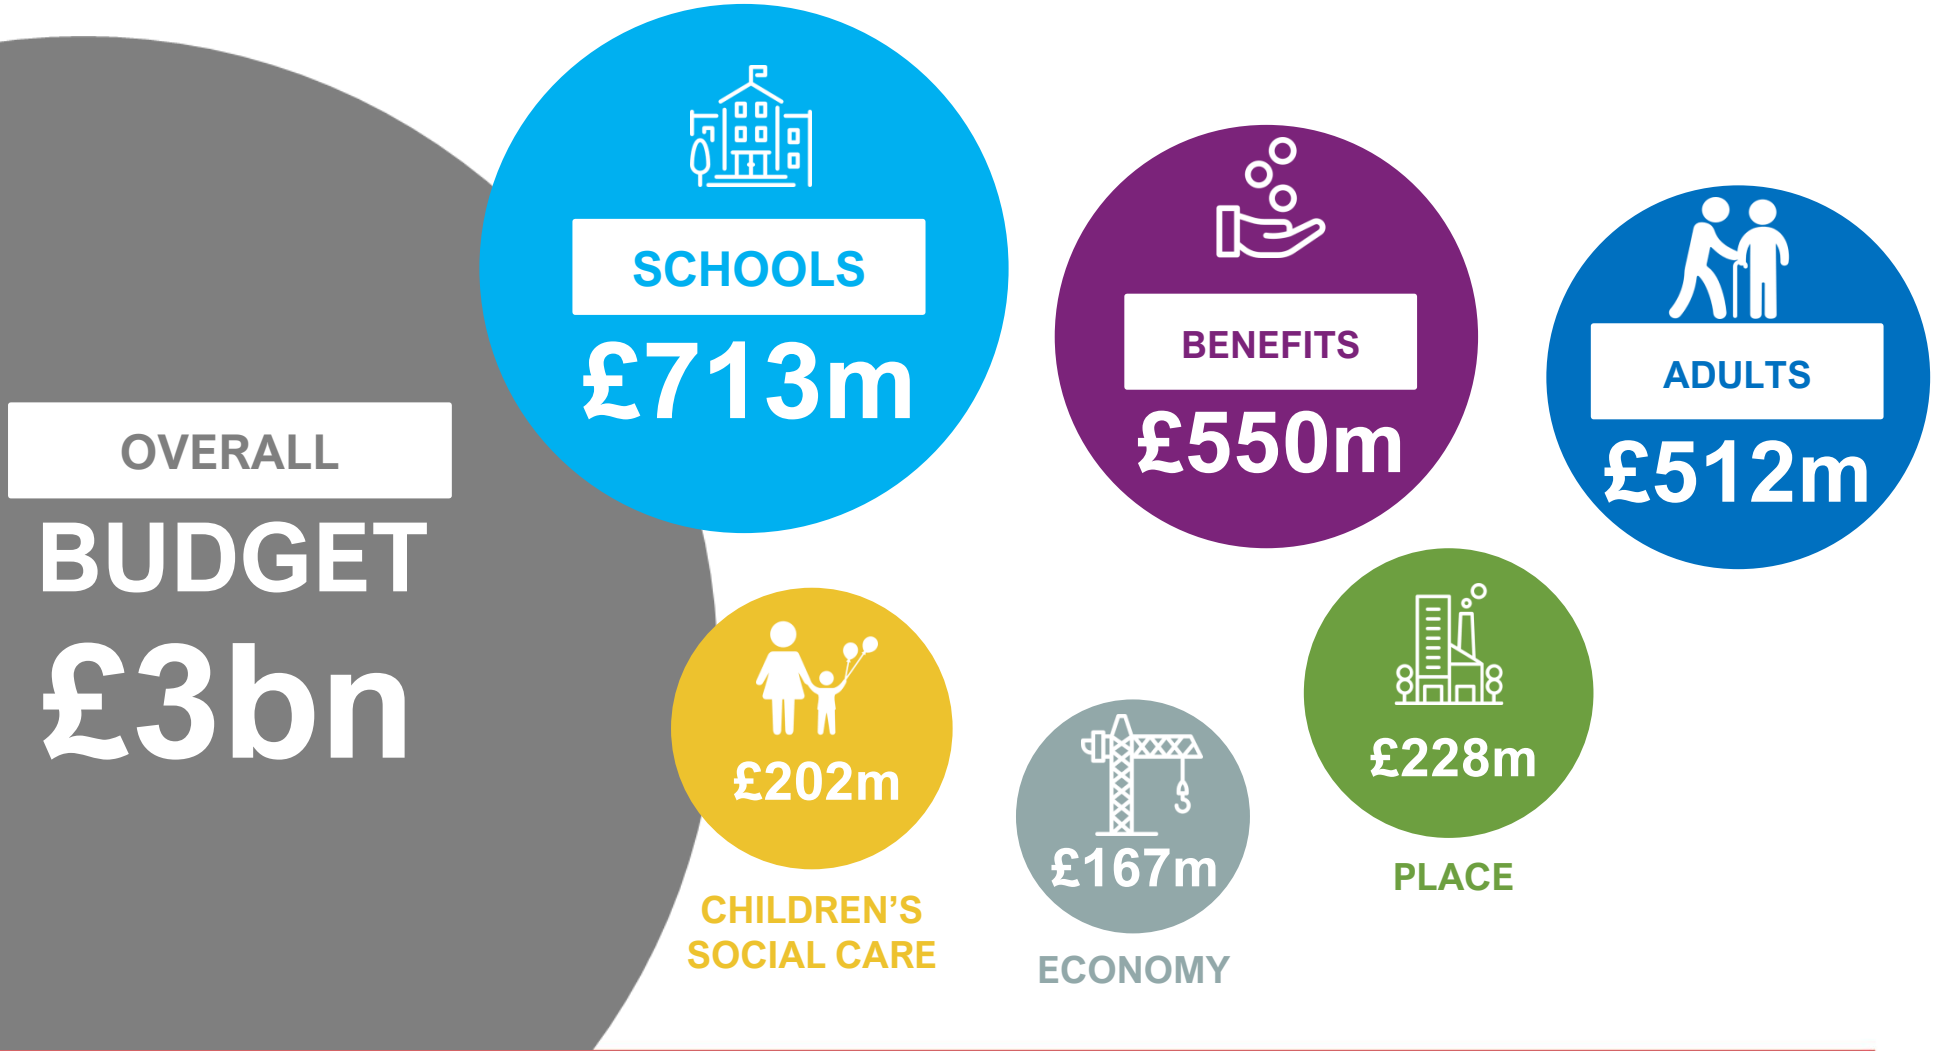 OVERALL
BUDGET
£3bn
SCHOOLS
£713m
BENEFITS
£550m
ADULTS
£512m
£202m
CHILDREN’S
SOCIAL CARE
£167m
ECONOMY
£228m
PLACE